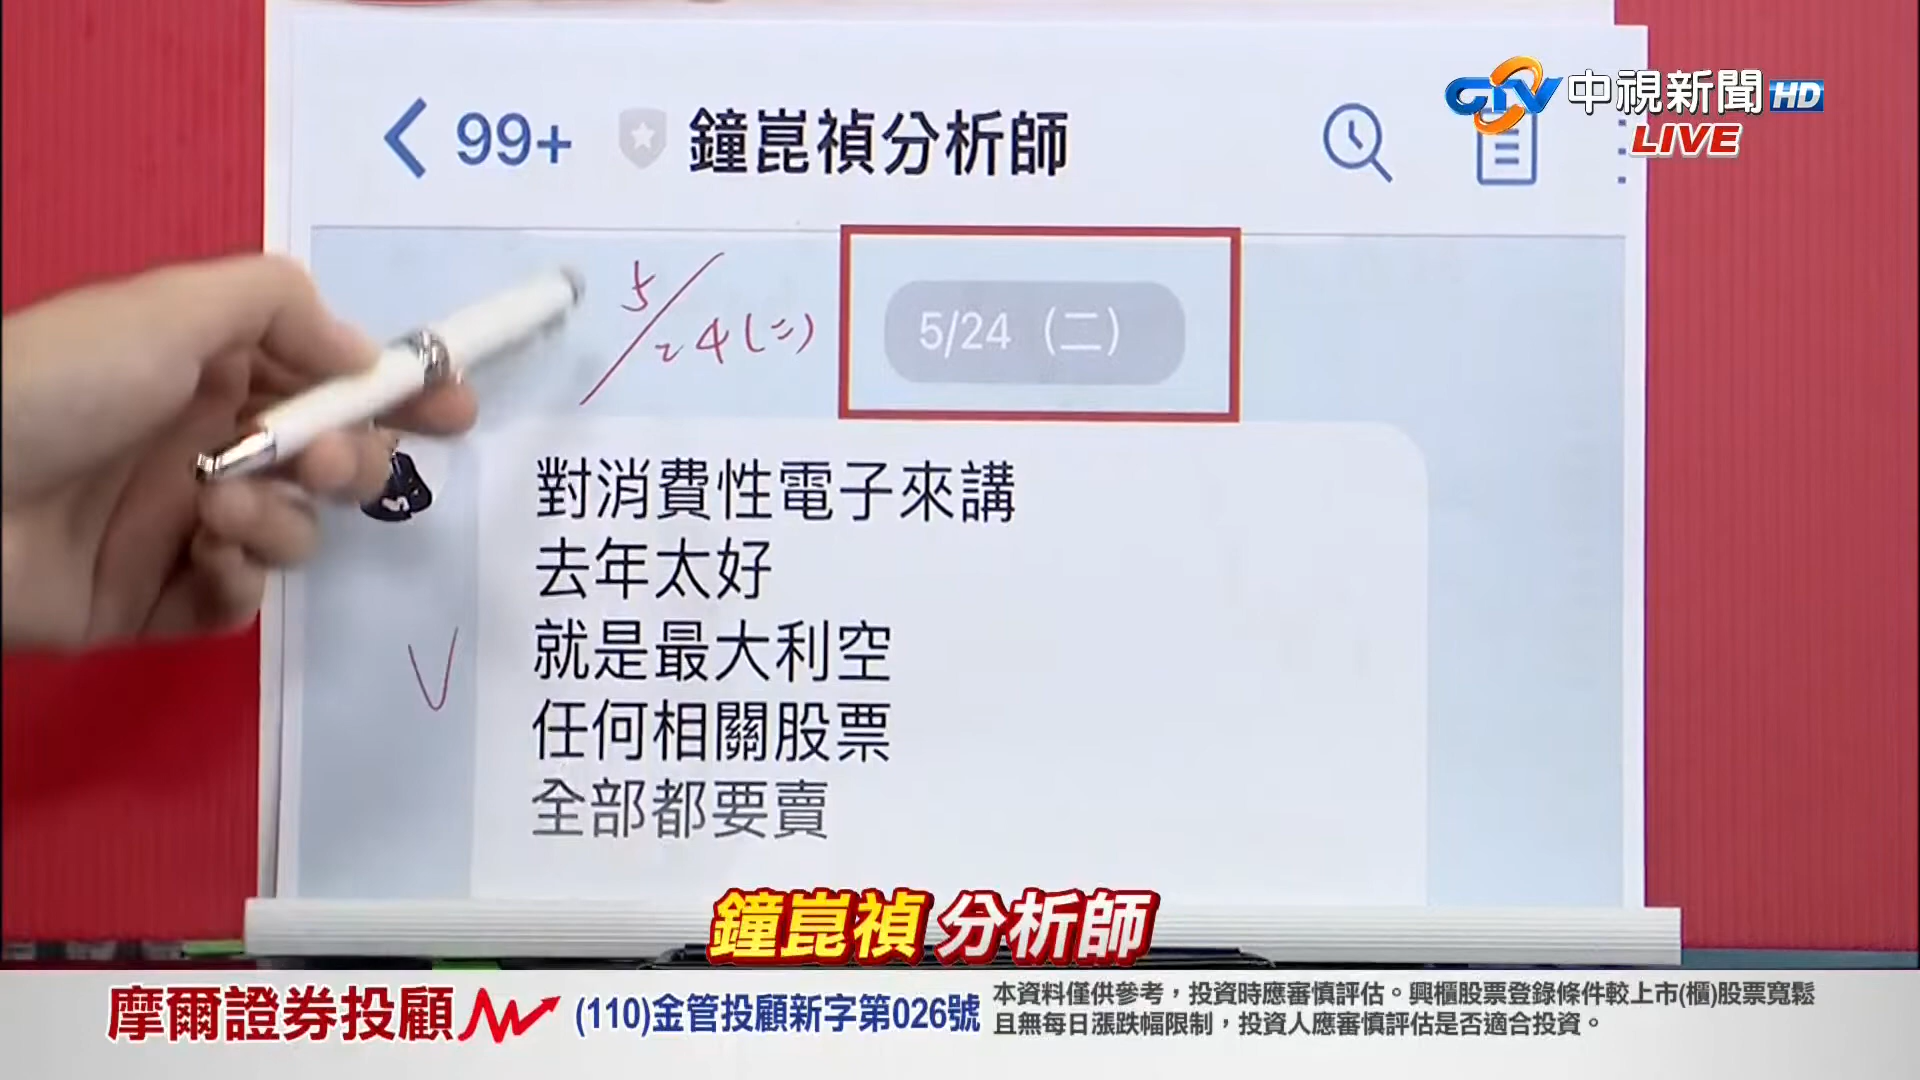 CTV 中視新聞 HD
LIVE
99+ 鐘崑禎分析師
5/24(二)
5/24(二)
對消費性電子來講
去年太好
就是最大利空
任何相關股票
全部都要賣
鐘崑禎 分析師
摩爾證券投顧 (110)金管投顧新字第026號
本資料僅供參考，投資時應審慎評估。興櫃股票登錄條件較上市(櫃)股票寬鬆
且無每日漲跌幅限制，投資人應審慎評估是否適合投資。